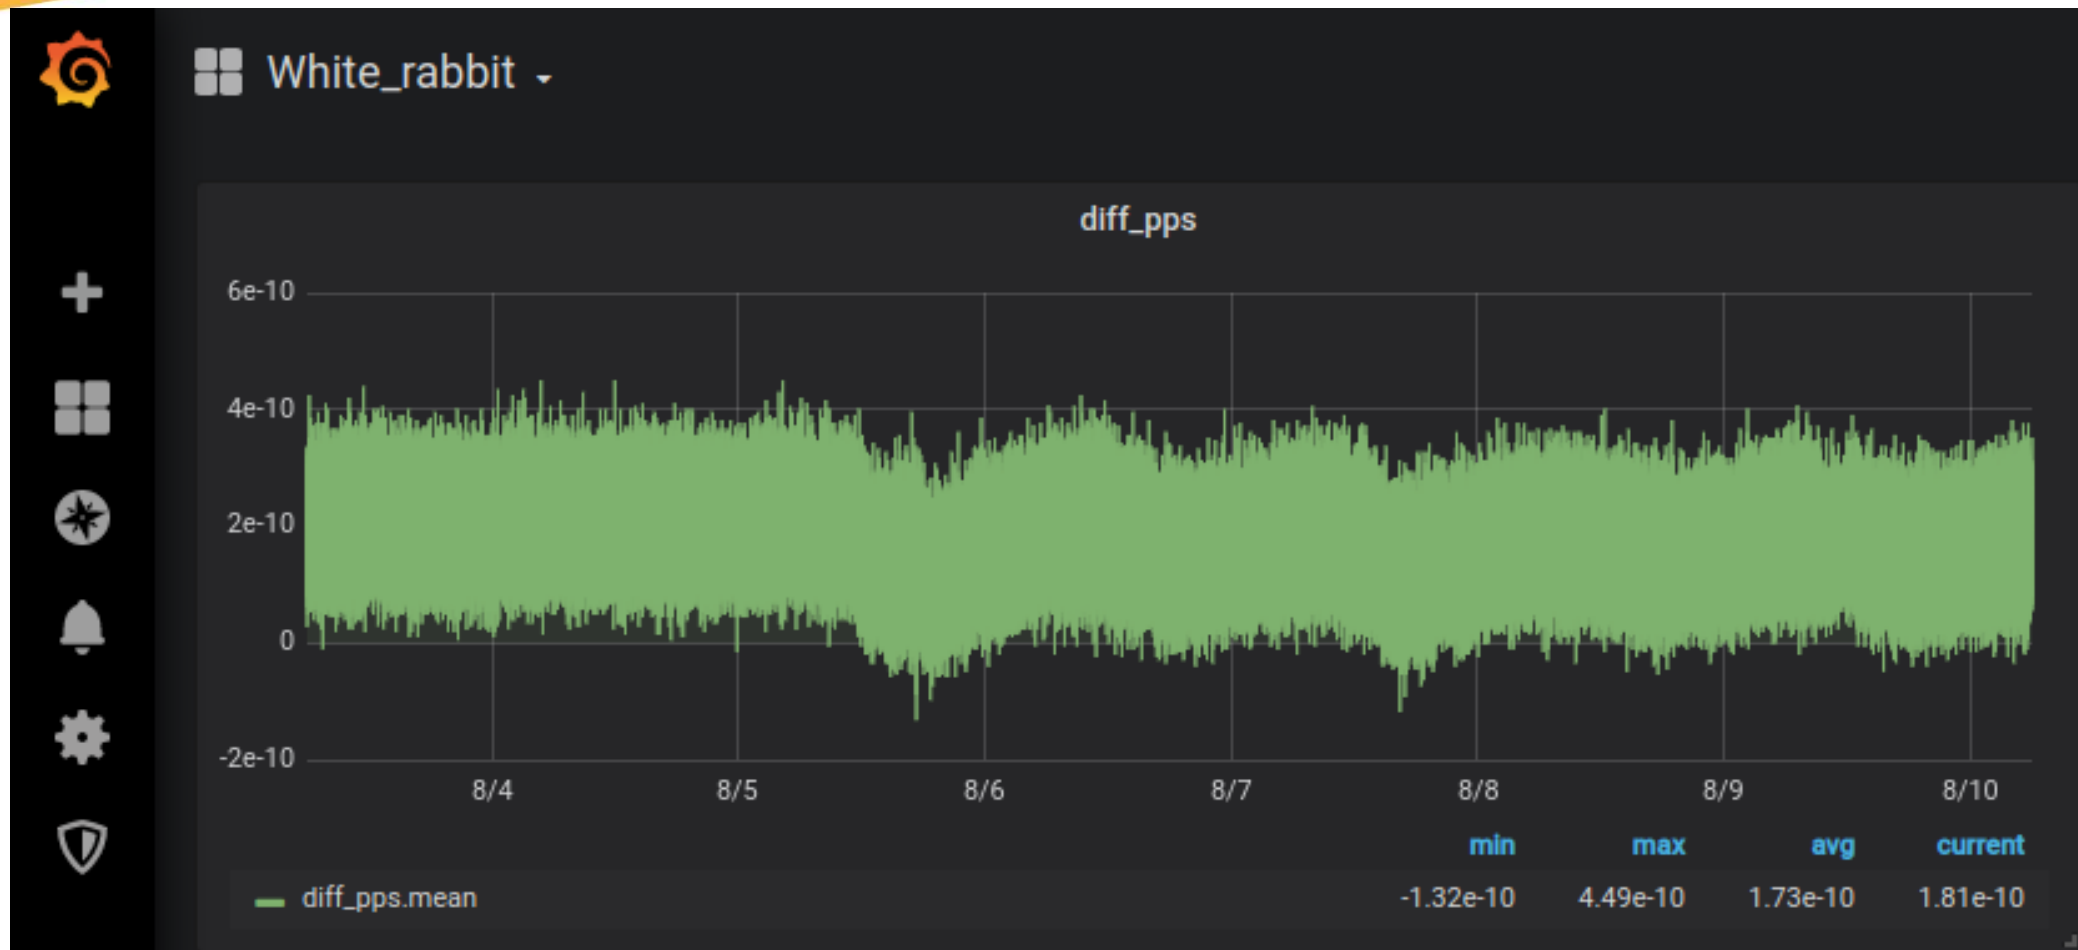 White_rabbit
diff_pps
6e-10
4e-10
2e-10
0
-2e-10
8/4 8/5 8/6 8/7 8/8 8/9 8/10
min max avg current
diff_pps.mean -1.32e-10 4.49e-10 1.73e-10 1.81e-10